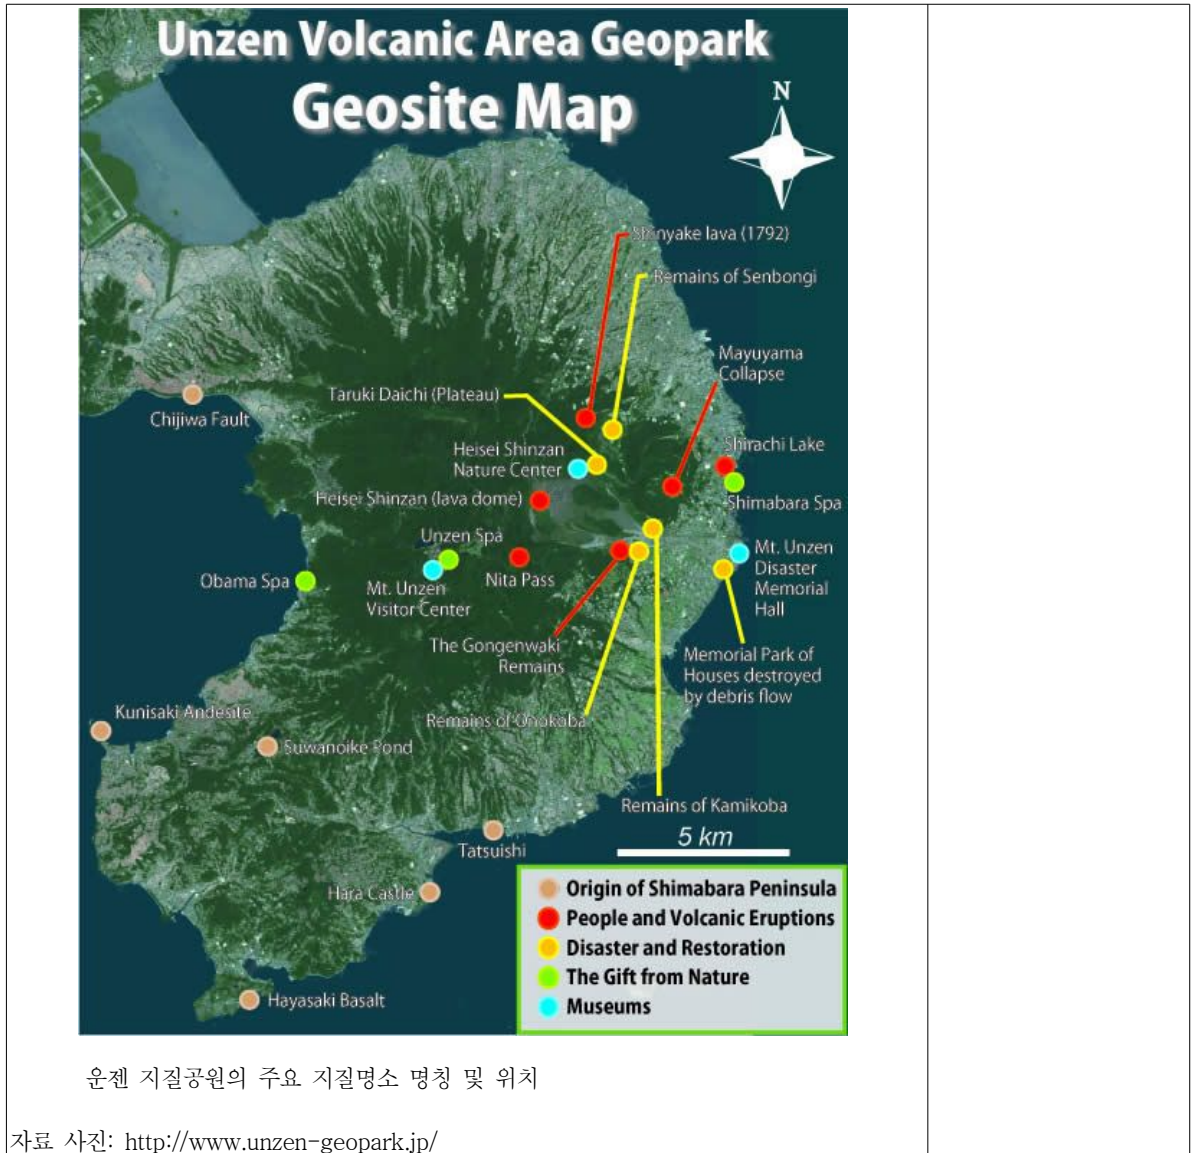 Unzen Volcanic Area Geopark
Geosite Map
N
Shinyake lava (1792)
Remains of Senbongi
Mayuyama
Collapse
Taruki Daichi (Plateau)
Chijiwa Fault
Heisei Shinzan
Nature Center
Shirachi Lake
Heisei Shinzan (lava dome)
Shimabara Spa
Unzen Spa
Obama Spa
Mt. Unzen
Visitor Center
Nita Pass
Mt. Unzen
Disaster
Memorial
Hall
The Gongenwaki
Remains
Memorial Park of
Houses destroyed
by debris flow
Kunisaki Andesite
Remains of Onokoba
Suwanoike Pond
Remains of Kamikoba
5 km
Tatsuishi
Hara Castle
Hayasaki Basalt
Origin of Shimabara Peninsula
People and Volcanic Eruptions
Disaster and Restoration
The Gift from Nature
Museums
운젠 지질공원의 주요 지질명소 명칭 및 위치
자료 사진: http://www.unzen-geopark.jp/